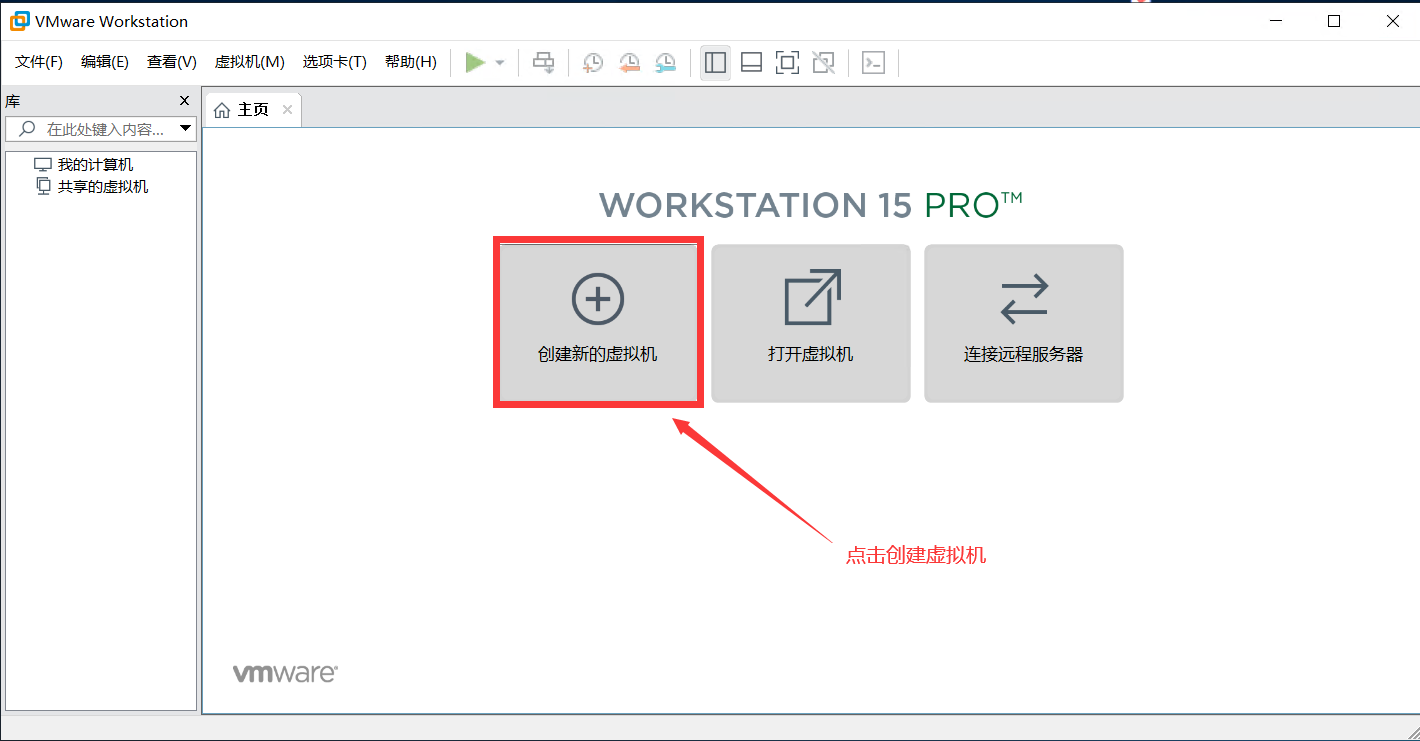 VMware Workstation
文件(F) 编辑(E) 查看(V) 虚拟机(M) 选项卡(T) 帮助(H)
库
在此处键入内容...
我的计算机
共享的虚拟机
主页
WORKSTATION 15 PRO™
创建新的虚拟机
打开虚拟机
连接远程服务器
点击创建虚拟机
vmware®